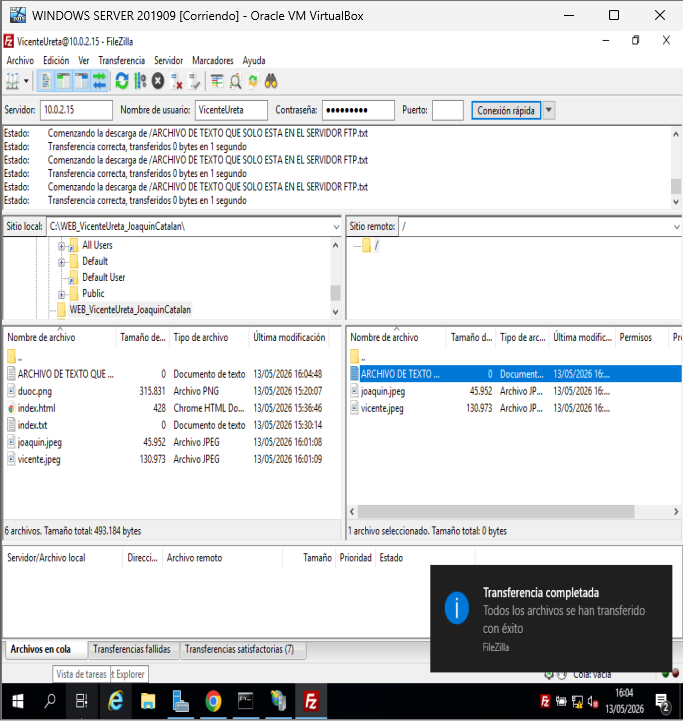 WINDOWS SERVER 201909 [Corriendo] - Oracle VM VirtualBox
VicenteUreta@10.0.2.15 - FileZilla
Archivo Edición Ver Transferencia Servidor Marcadores Ayuda
Servidor: 10.0.2.15 Nombre de usuario: VicenteUreta Contraseña: ●●●●●●●●● Puerto: Conexión rápida
Estado: Comenzando la descarga de /ARCHIVO DE TEXTO QUE SOLO ESTA EN EL SERVIDOR FTP.txt
Estado: Transferencia correcta, transferidos 0 bytes en 1 segundo
Estado: Comenzando la descarga de /ARCHIVO DE TEXTO QUE SOLO ESTA EN EL SERVIDOR FTP.txt
Estado: Transferencia correcta, transferidos 0 bytes en 1 segundo
Estado: Comenzando la descarga de /ARCHIVO DE TEXTO QUE SOLO ESTA EN EL SERVIDOR FTP.txt
Estado: Transferencia correcta, transferidos 0 bytes en 1 segundo
Sitio local: C:\WEB_VicenteUreta_JoaquinCatalan\
All Users
Default
Default User
Public
WEB_VicenteUreta_JoaquinCatalan
Sitio remoto: /
/
Nombre de archivo Tamaño de... Tipo de archivo Última modificación
..
ARCHIVO DE TEXTO QUE ... 0 Documento de texto 13/05/2026 16:04:48
duoc.png 315.831 Archivo PNG 13/05/2026 15:20:07
index.html 428 Chrome HTML Do... 13/05/2026 15:36:46
index.txt 0 Documento de texto 13/05/2026 15:30:14
joaquin.jpeg 45.952 Archivo JPEG 13/05/2026 16:01:08
vicente.jpeg 130.973 Archivo JPEG 13/05/2026 16:01:09
6 archivos. Tamaño total: 493.184 bytes
Nombre de archivo Tamaño d... Tipo de arc... Última modific... Permisos Pr
..
ARCHIVO DE TEXTO ... 0 Document... 13/05/2026 16:...
joaquin.jpeg 45.952 Archivo JP... 13/05/2026 16:...
vicente.jpeg 130.973 Archivo JP... 13/05/2026 16:...
1 archivo seleccionado. Tamaño total: 0 bytes
Servidor/Archivo local Direcci... Archivo remoto Tamaño Prioridad Estado
Transferencia completada
Todos los archivos se han transferido
con éxito
FileZilla
Archivos en cola Transferencias fallidas Transferencias satisfactorias (7)
Vista de tareas t Explorer
Cola: vacía
16:04
13/05/2026
2